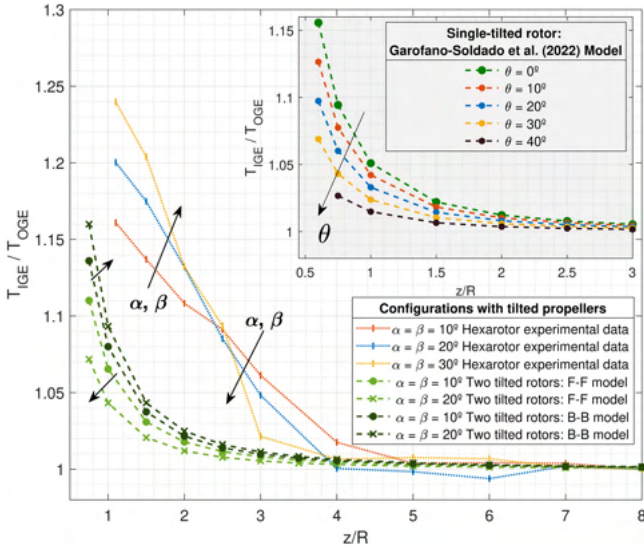 1.3
1.25
1.2
1.15
1.10
1.05
1
T_IGE / T_OGE
1
2
3
4
5
6
7
8
z/R
α, β
α, β
1.15
1.1
1.05
1
T_IGE / T_OGE
0.5
1
1.5
2
2.5
3
z/R
θ
Single-tilted rotor:
Garofano-Soldado et al. (2022) Model
θ = 0º
θ = 10º
θ = 20º
θ = 30º
θ = 40º
Configurations with tilted propellers
α = β = 10º Hexarotor experimental data
α = β = 20º Hexarotor experimental data
α = β = 30º Hexarotor experimental data
α = β = 10º Two tilted rotors: F-F model
α = β = 20º Two tilted rotors: F-F model
α = β = 10º Two tilted rotors: B-B model
α = β = 20º Two tilted rotors: B-B model